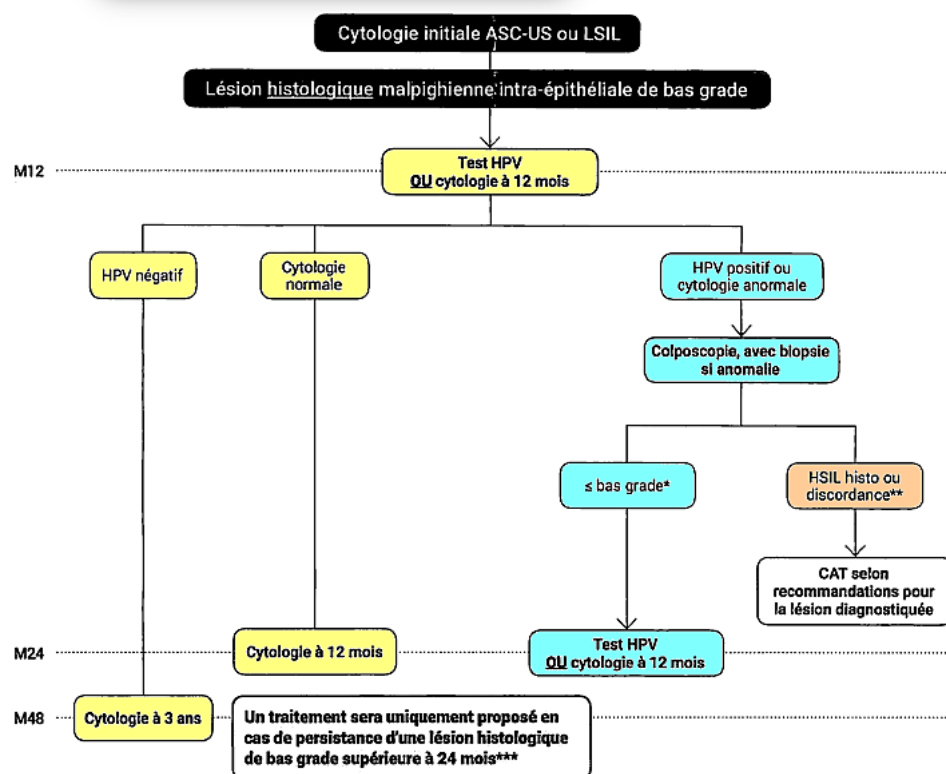 Cytologie initiale ASC-US ou LSIL
Lésion histologique malpighienne intra-épithéliale de bas grade
M12
Test HPV
OU cytologie à 12 mois
HPV négatif
Cytologie
normale
HPV positif ou
cytologie anormale
Colposcopie, avec biopsie
si anomalie
≤ bas grade*
HSIL histo ou
discordance**
CAT selon
recommandations pour
la lésion diagnostiquée
M24
Cytologie à 12 mois
Test HPV
OU cytologie à 12 mois
M48
Cytologie à 3 ans
Un traitement sera uniquement proposé en
cas de persistance d'une lésion histologique
de bas grade supérieure à 24 mois***